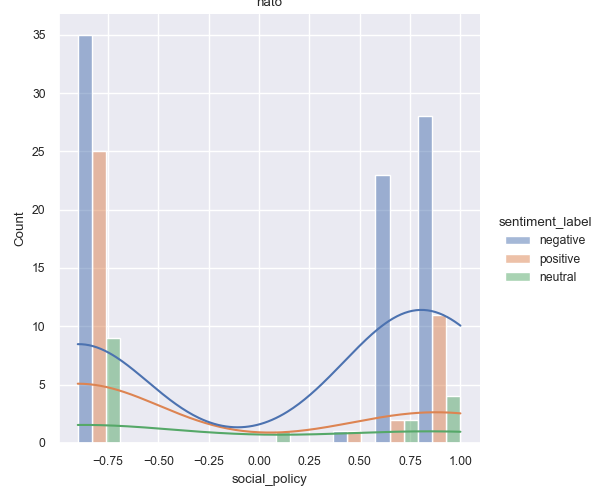 nato
35
30
25
20
15
10
5
0
Count
−0.75 −0.50 −0.25 0.00 0.25 0.50 0.75 1.00
social_policy
sentiment_label
negative
positive
neutral